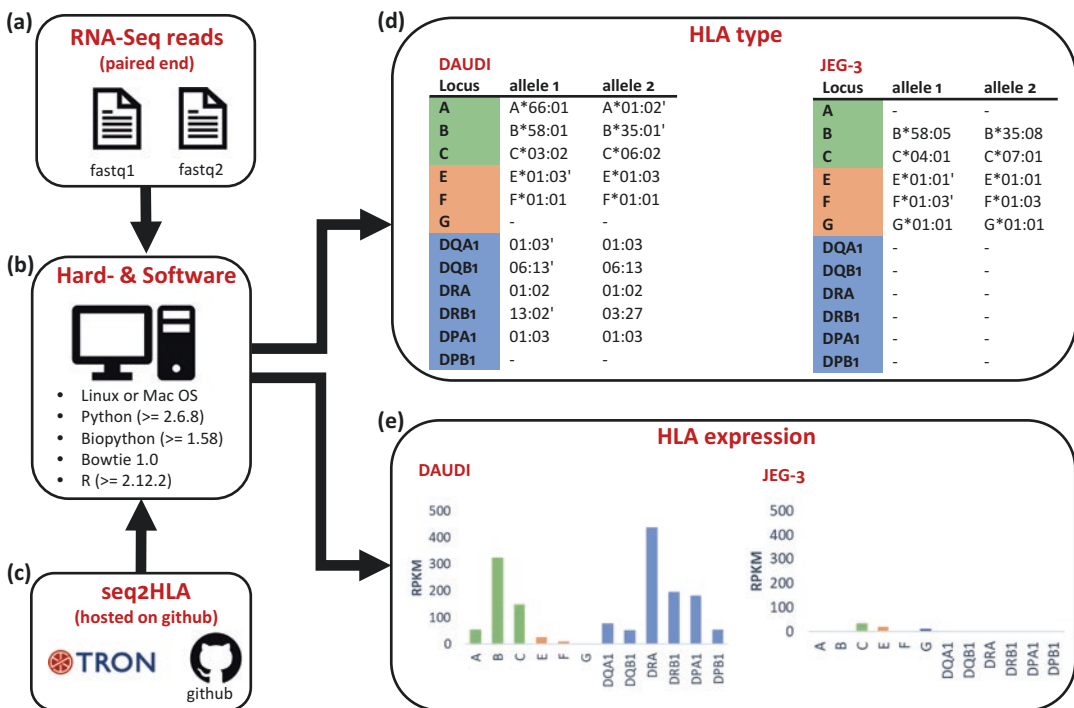 (a)
RNA-Seq reads
(paired end)
fastq1 fastq2
(b)
Hard- & Software
• Linux or Mac OS
• Python (>= 2.6.8)
• Biopython (>= 1.58)
• Bowtie 1.0
• R (>= 2.12.2)
(c)
seq2HLA
(hosted on github)
TRON
github
(d)
HLA type
DAUDI
Locus allele 1 allele 2
A A*66:01 A*01:02'
B B*58:01 B*35:01'
C C*03:02 C*06:02
E E*01:03' E*01:03
F F*01:01 F*01:01
G - -
DQA1 01:03' 01:03
DQB1 06:13' 06:13
DRA 01:02 01:02
DRB1 13:02' 03:27
DPA1 01:03 01:03
DPB1 - -
JEG-3
Locus allele 1 allele 2
A - -
B B*58:05 B*35:08
C C*04:01 C*07:01
E E*01:01' E*01:01
F F*01:03' F*01:03
G G*01:01 G*01:01
DQA1 - -
DQB1 - -
DRA - -
DRB1 - -
DPA1 - -
DPB1 - -
(e)
HLA expression
DAUDI
RPKM
500
400
300
200
100
0
A B C E F G DQA1 DQB1 DRA DRB1 DPA1 DPB1
JEG-3
RPKM
500
400
300
200
100
0
A B C E F G DQA1 DQB1 DRA DRB1 DPA1 DPB1